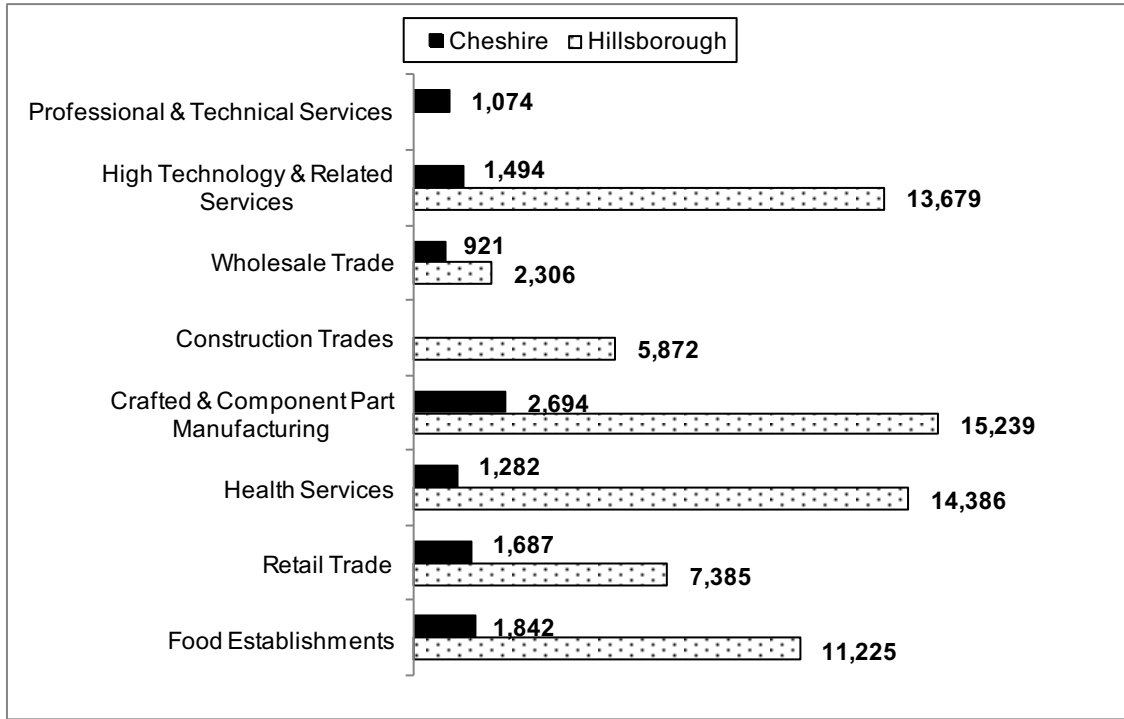 Cheshire Hillsborough
Professional & Technical Services
1,074
High Technology & Related
Services
1,494
13,679
Wholesale Trade
921
2,306
Construction Trades
5,872
Crafted & Component Part
Manufacturing
2,694
15,239
Health Services
1,282
14,386
Retail Trade
1,687
7,385
Food Establishments
1,842
11,225